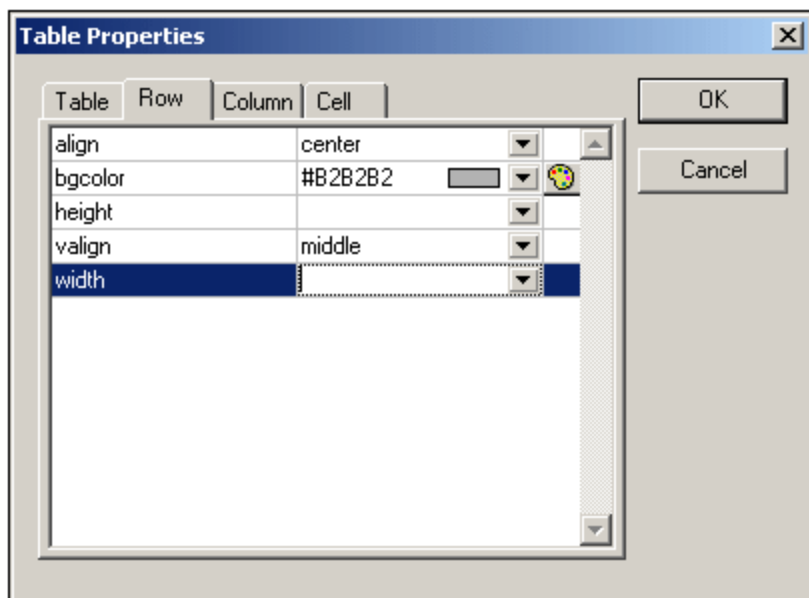 Table Properties
Table Row Column Cell
OK
Cancel
align center
bgcolor #B2B2B2
height
valign middle
width